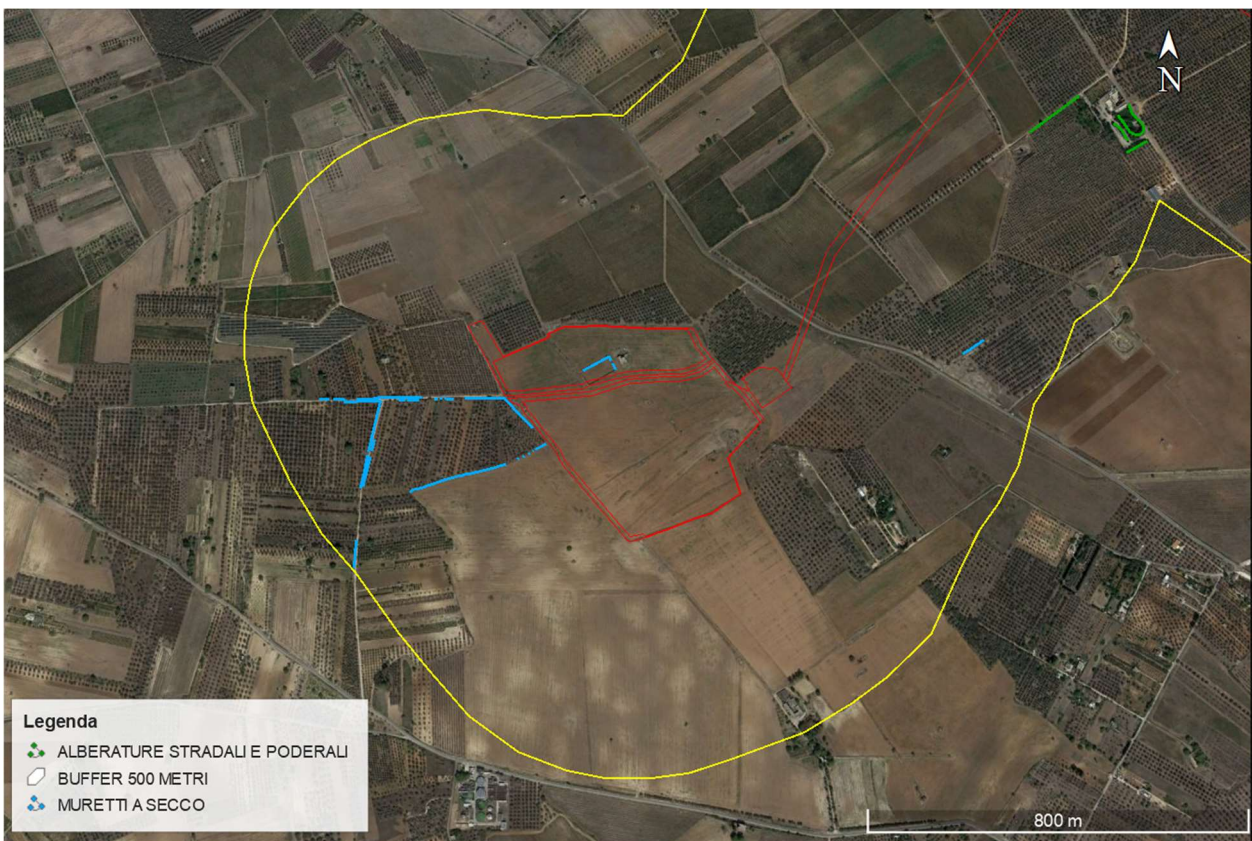 N
Legenda
ALBERATURE STRADALI E PODERALI
BUFFER 500 METRI
MURETTI A SECCO
800 m